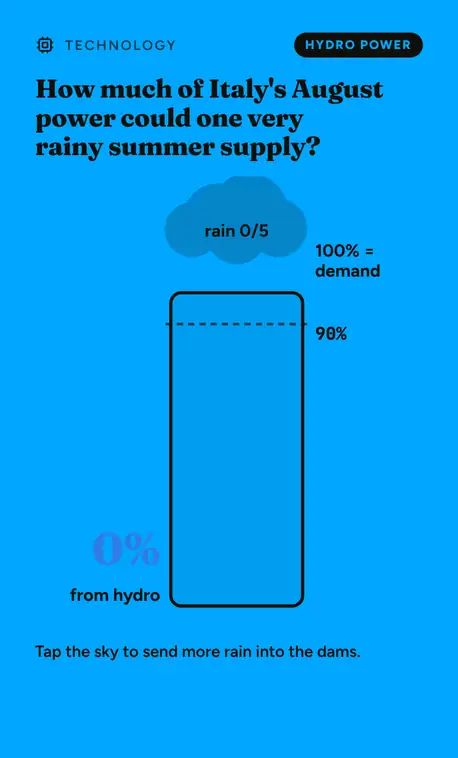 TECHNOLOGY
HYDRO POWER
How much of Italy's August
power could one very
rainy summer supply?
rain 0/5
100% =
demand
90%
0%
from hydro
Tap the sky to send more rain into the dams.